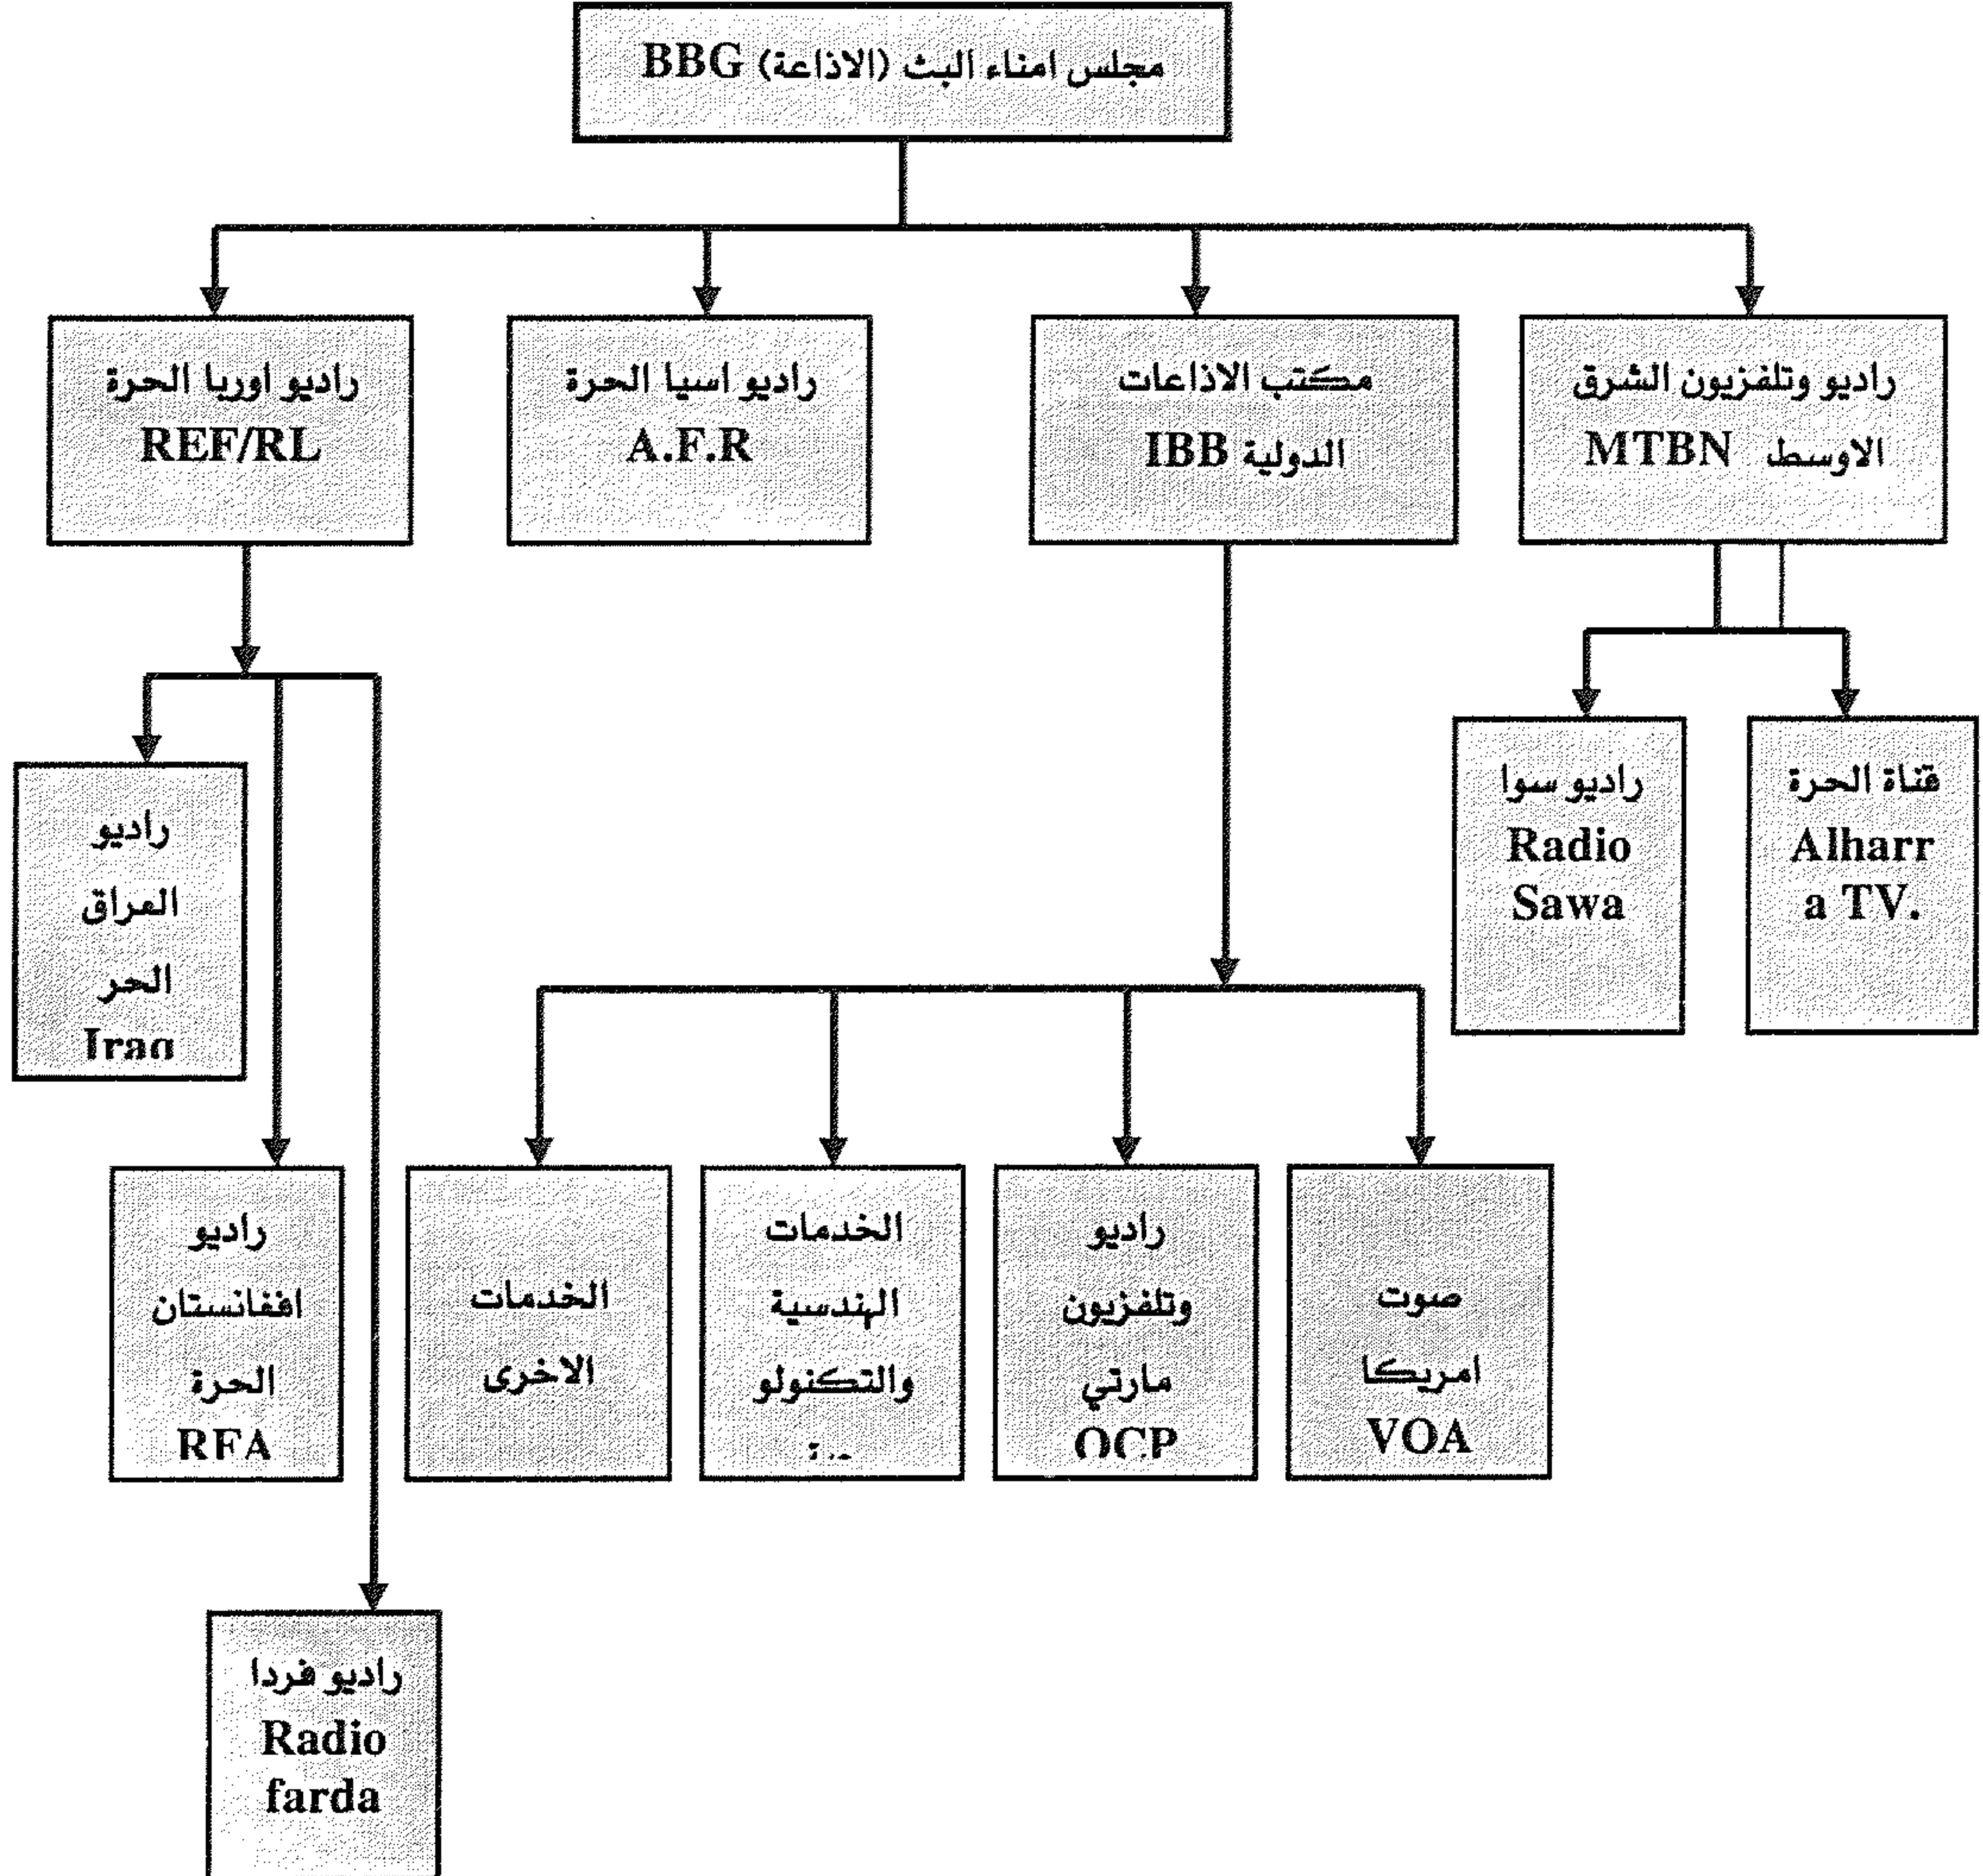 مجلس امناء البث (الاذاعة) BBG
راديو وتلفزيون الشرق
الاوسط MTBN
مكتب الاذاعات
الدولية IBB
راديو اسيا الحرة
A.F.R
راديو اوربا الحرة
REF/RL
قناة الحرة
Alharr
a TV.
راديو سوا
Radio
Sawa
راديو
العراق
الحر
Iraq
صوت
امريكا
VOA
راديو
وتلفزيون
مارتي
الخدمات
الهندسية
والتكنولو
الخدمات
الاخرى
راديو
افغانستان
الحرة
RFA
راديو فردا
Radio
farda